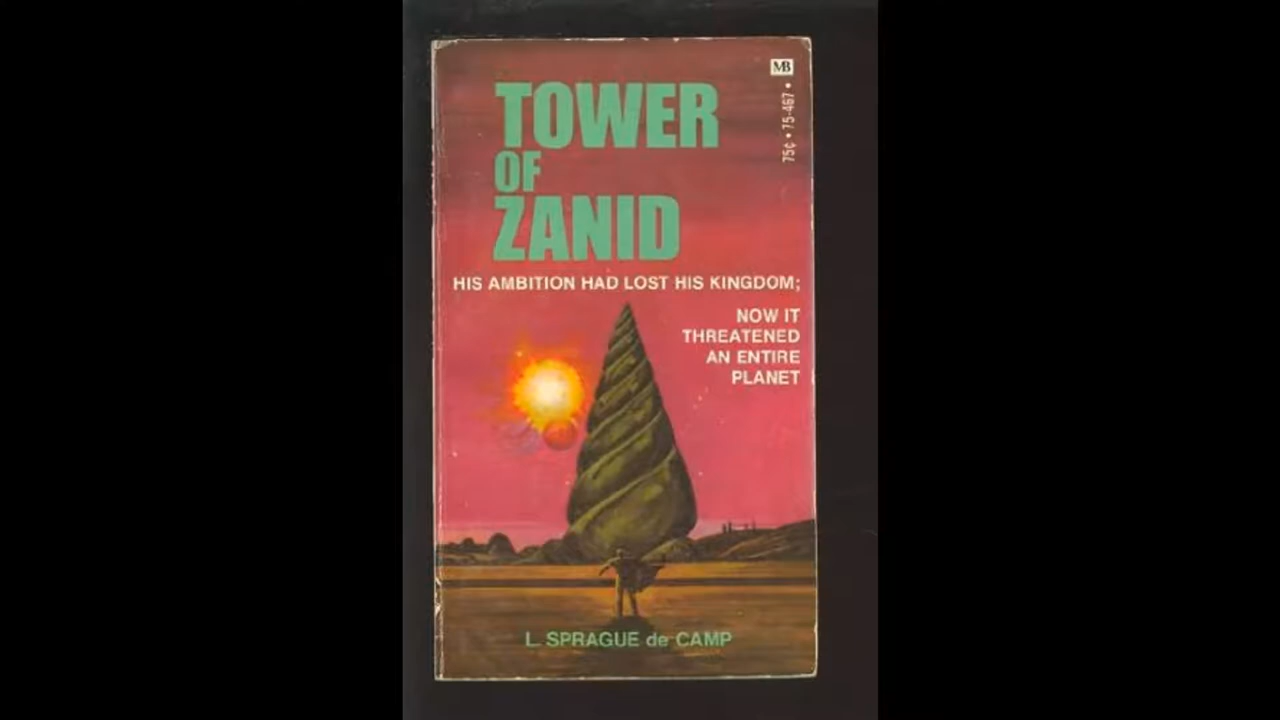 MB
75¢ • 75-467 •
TOWER
OF
ZANID
HIS AMBITION HAD LOST HIS KINGDOM;
NOW IT
THREATENED
AN ENTIRE
PLANET
L. SPRAGUE de CAMP